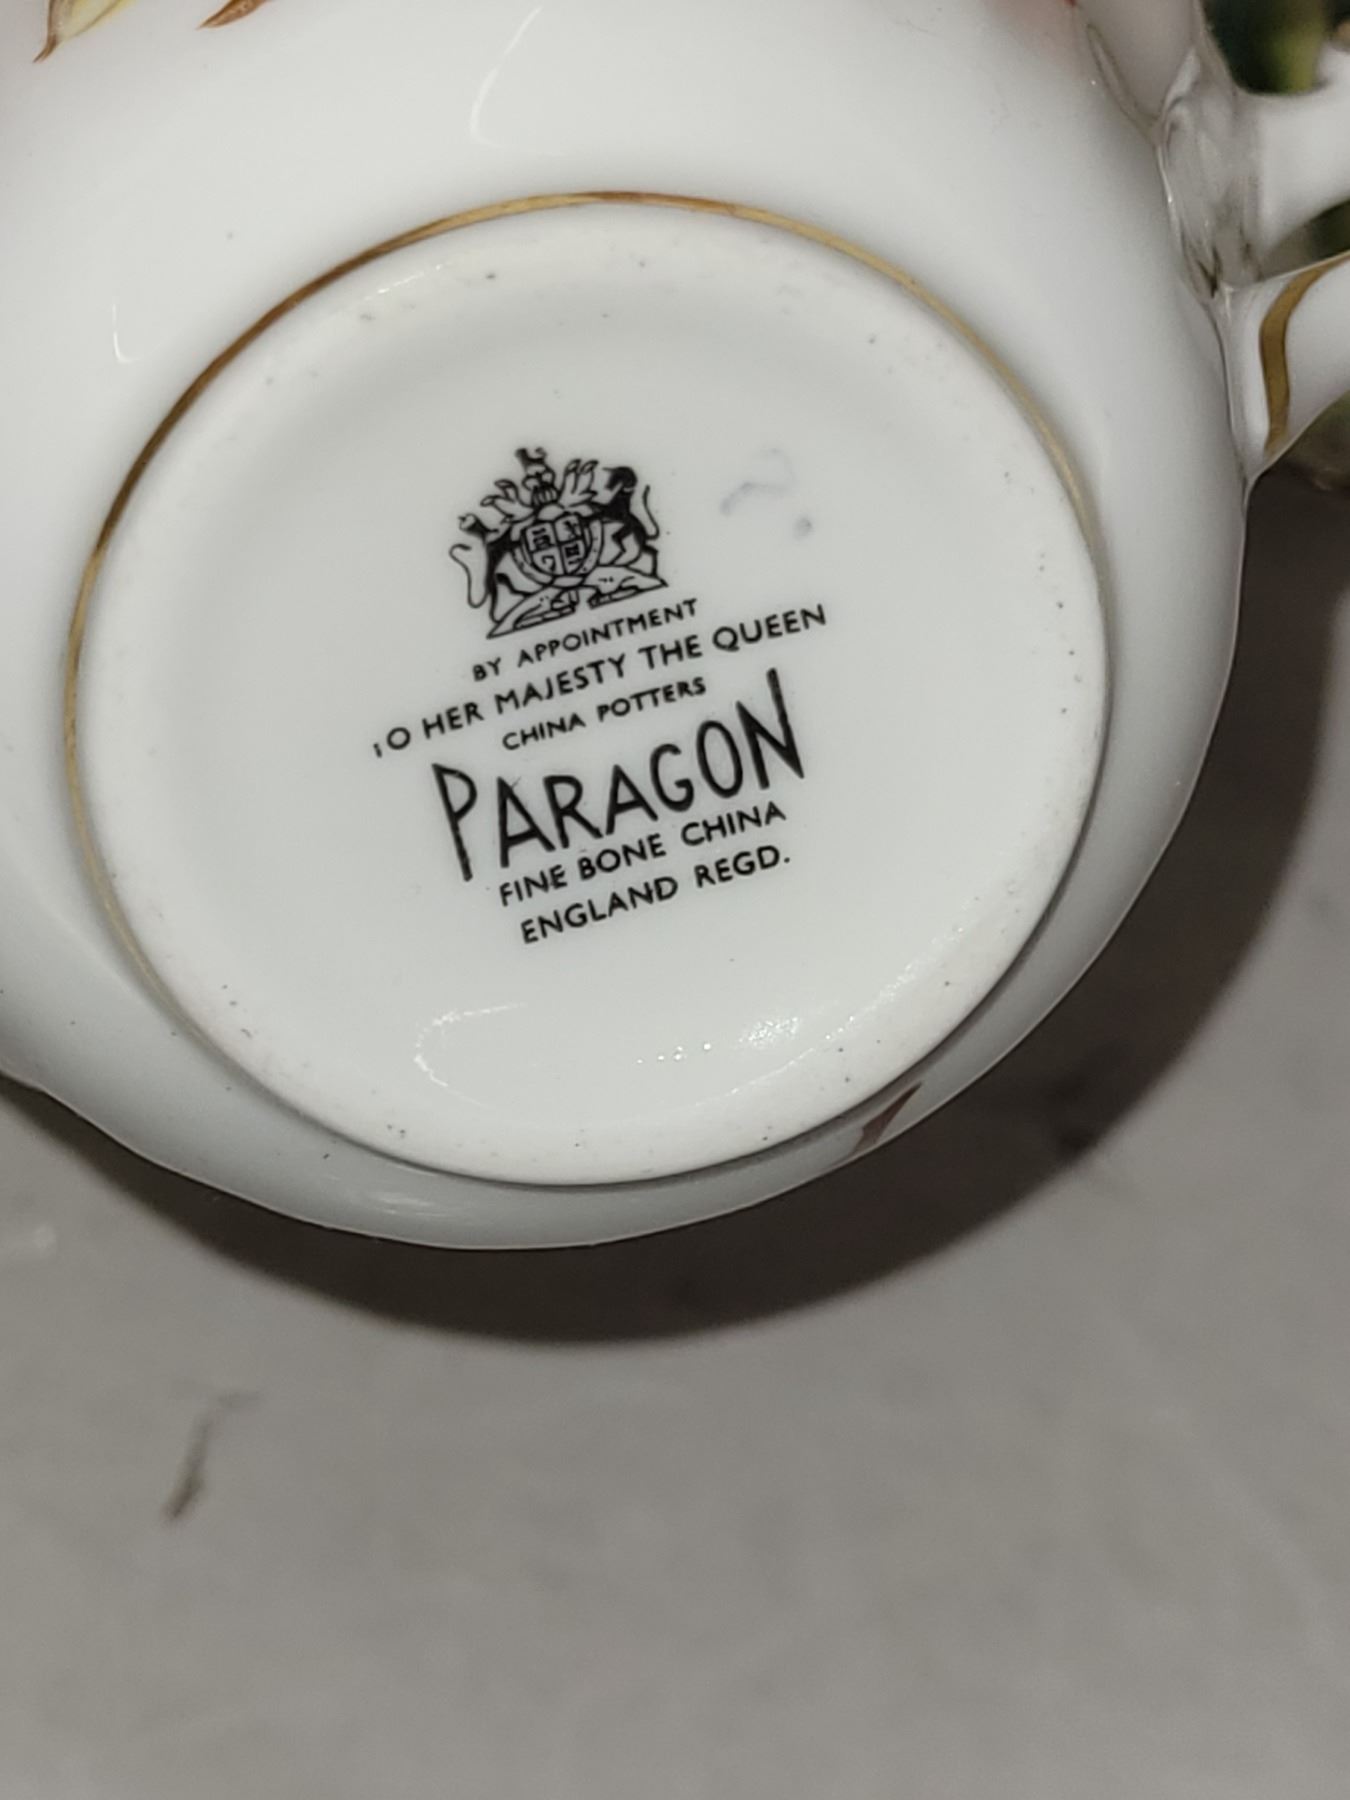 BY APPOINTMENT
TO HER MAJESTY THE QUEEN
CHINA POTTERS
PARAGON
FINE BONE CHINA
ENGLAND REGD.